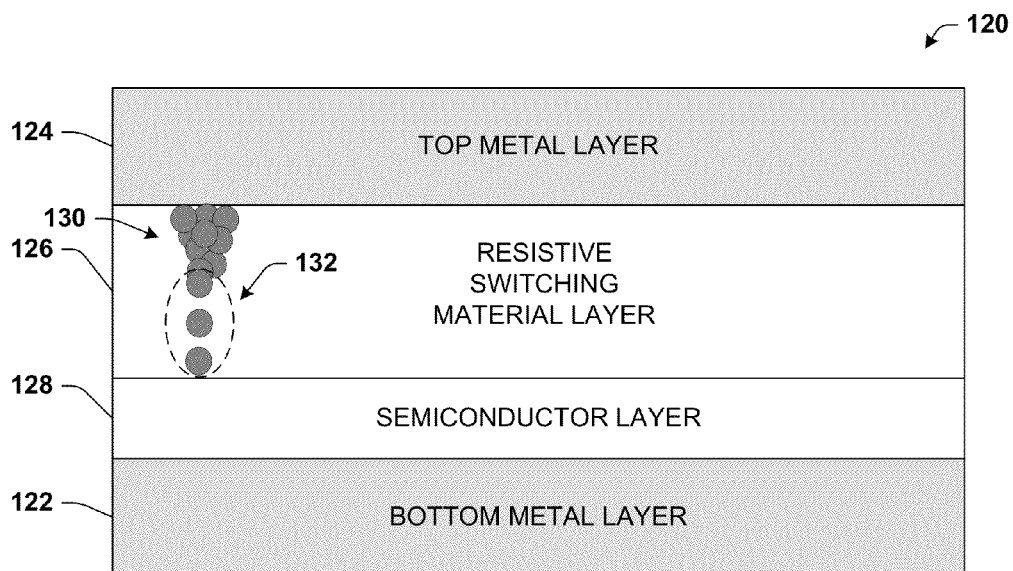 120
124
TOP METAL LAYER
130
126
132
RESISTIVE
SWITCHING
MATERIAL LAYER
128
SEMICONDUCTOR LAYER
122
BOTTOM METAL LAYER